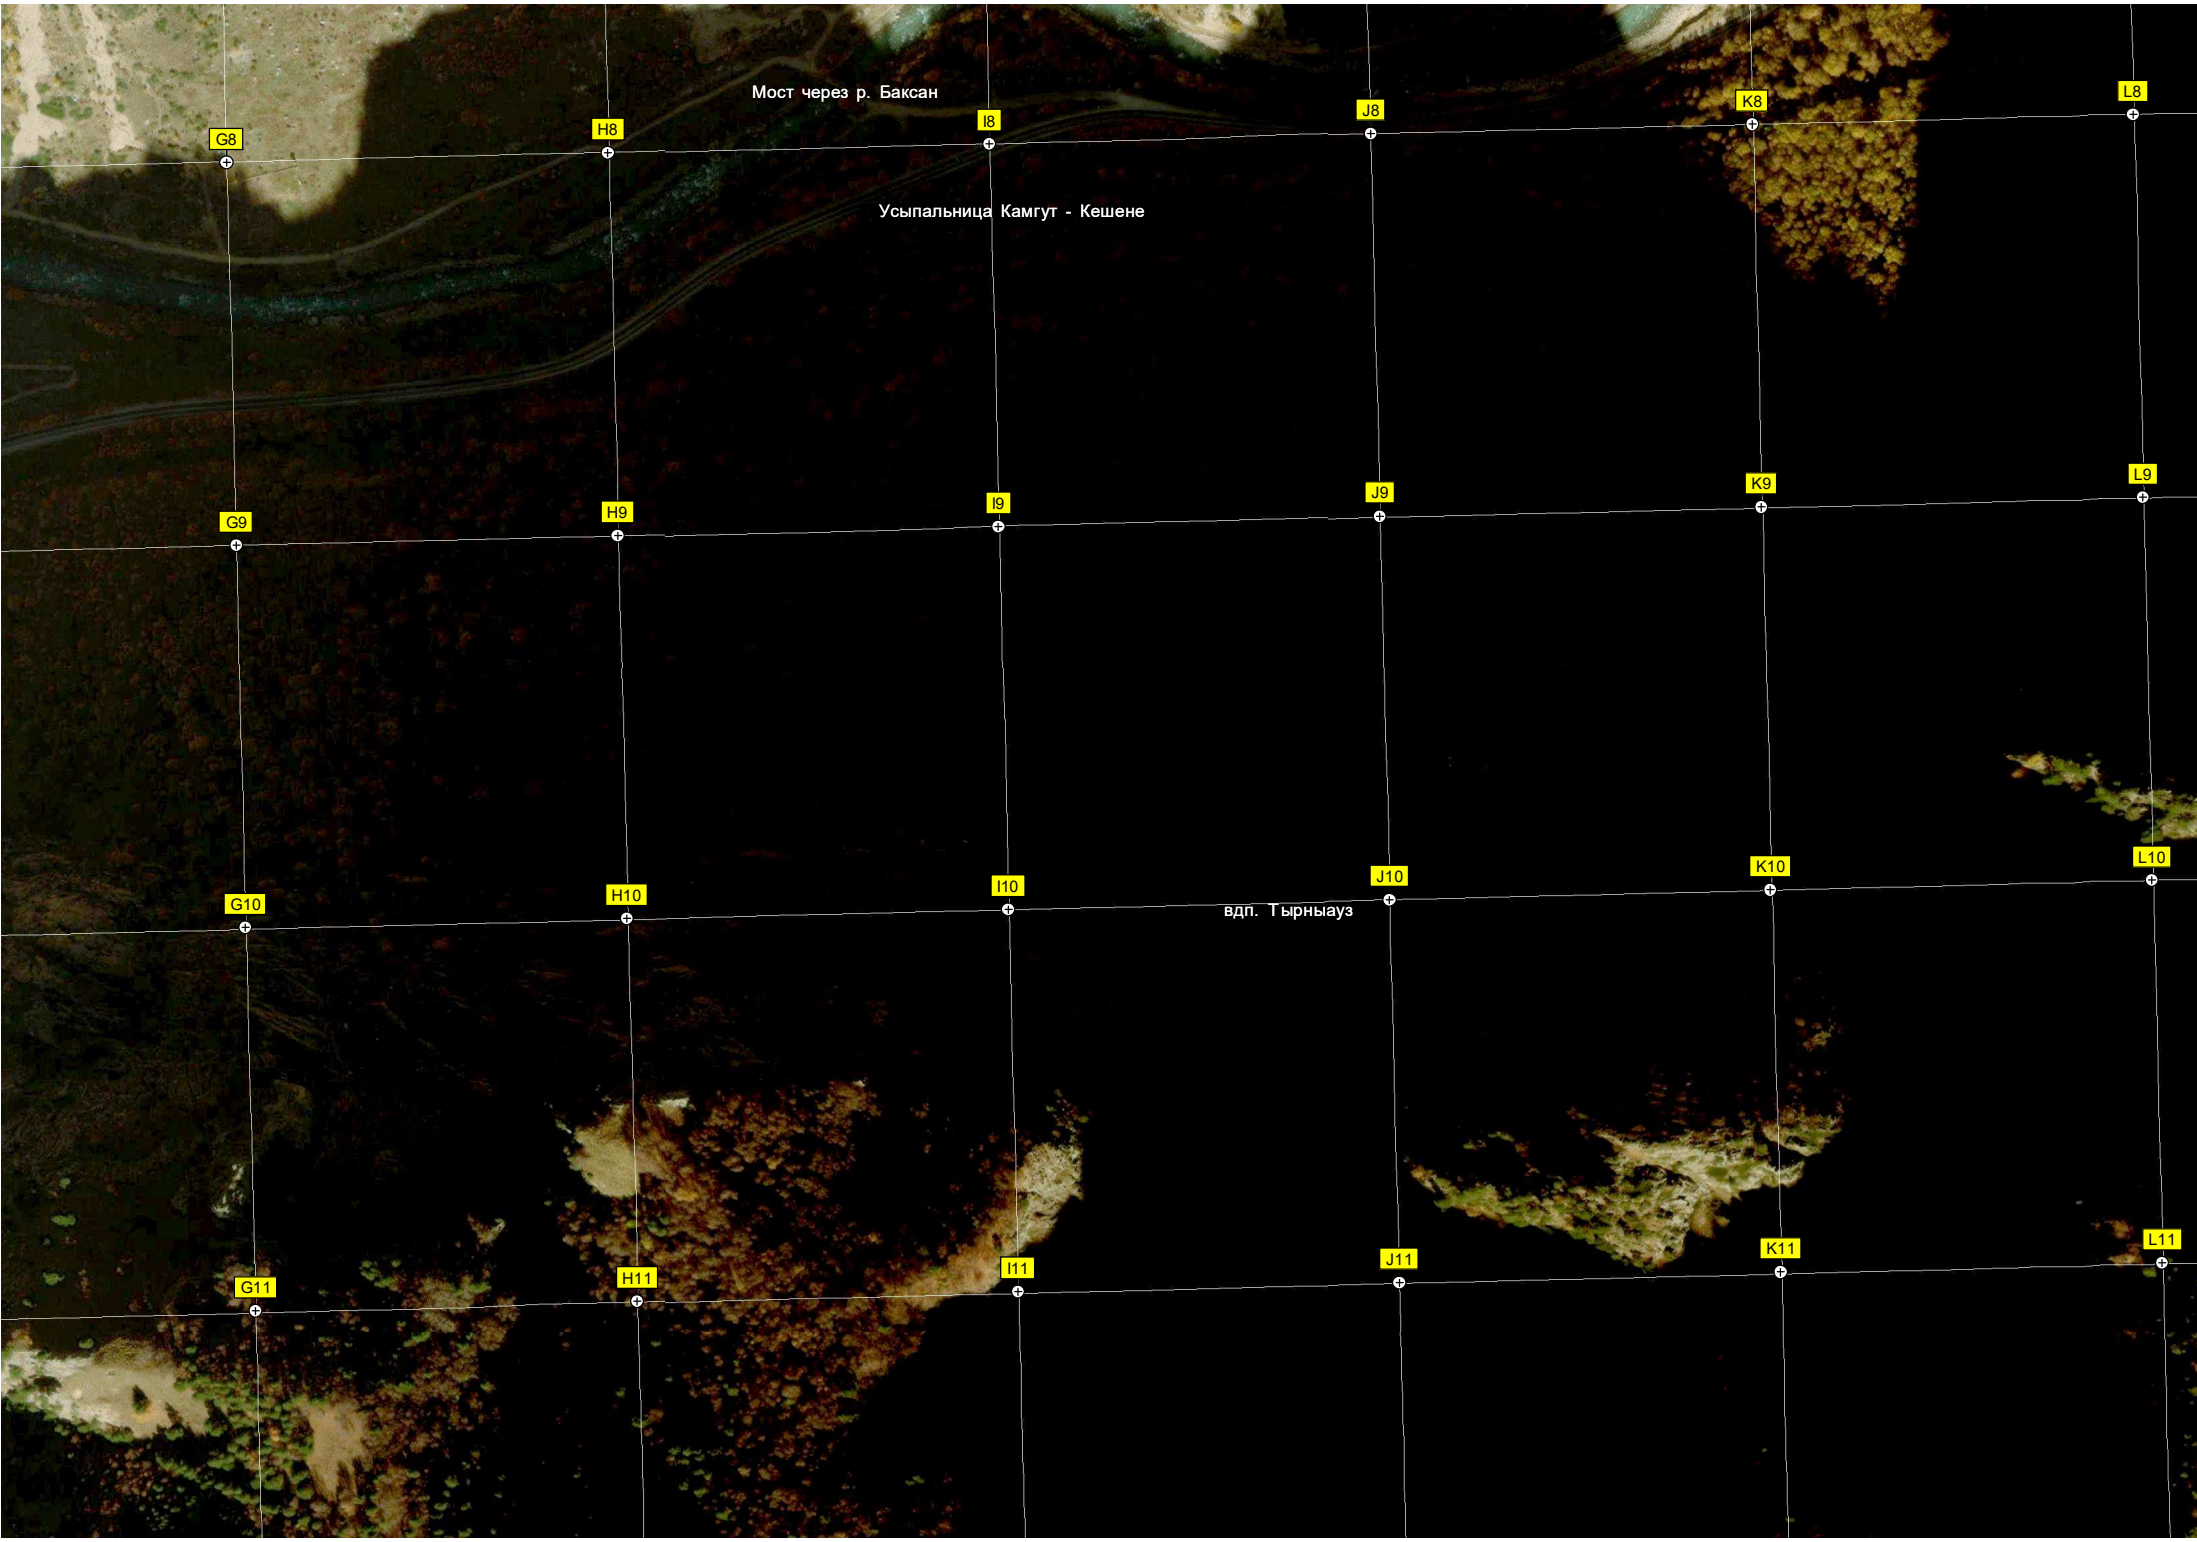 L8
Мост через р. Баксан
K8
J8
I8
H8
G8
Усыпальница Камгут - Кешене
L9
K9
J9
I9
H9
G9
L10
K10
J10
I10
H10
G10
вдп. Тырныауз
L11
K11
J11
I11
H11
G11